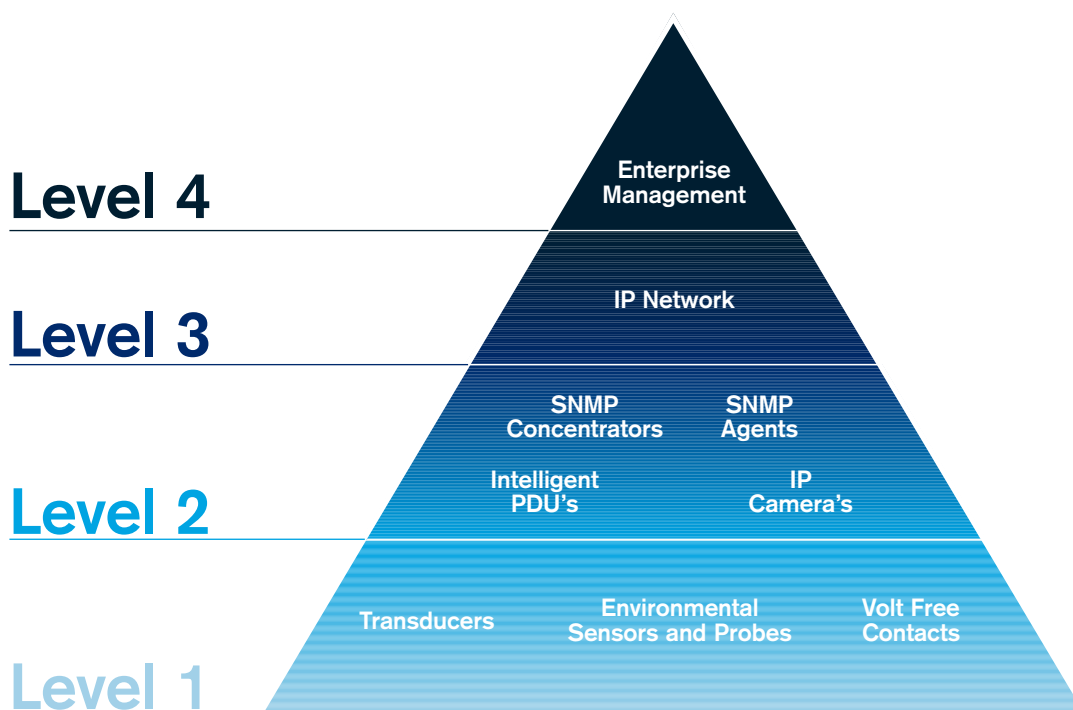 Enterprise
Management
Level 4
IP Network
Level 3
SNMP
Concentrators
SNMP
Agents
Intelligent
PDU's
IP
Camera's
Level 2
Transducers
Environmental
Sensors and Probes
Volt Free
Contacts
Level 1